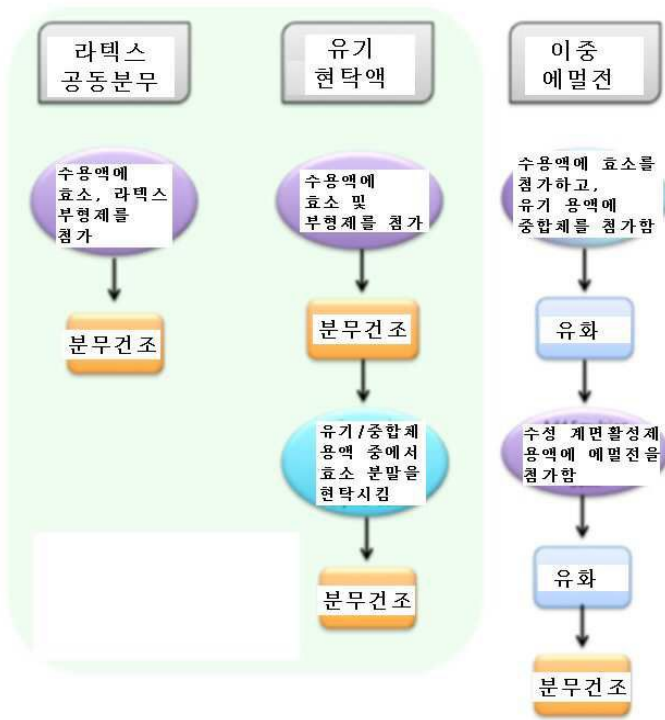 라텍스
공동분무
수용액에
효소, 라텍스
부형제를
첨가
분무건조
유기
현탁액
수용액에
효소 및
부형제를 첨가
분무건조
유기/중합체
용액 중에서
효소 분말을
현탁시킴
분무건조
이중
에멀전
수용액에 효소를
첨가하고,
유기 용액에
중합체를 첨가함
유화
수성 계면활성제
용액에 에멀전을
첨가함
유화
분무건조